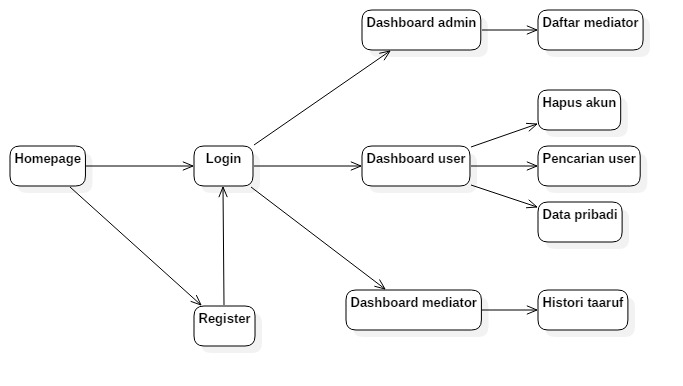 Dashboard admin
Daftar mediator
Hapus akun
Homepage
Login
Dashboard user
Pencarian user
Data pribadi
Register
Dashboard mediator
Histori taaruf